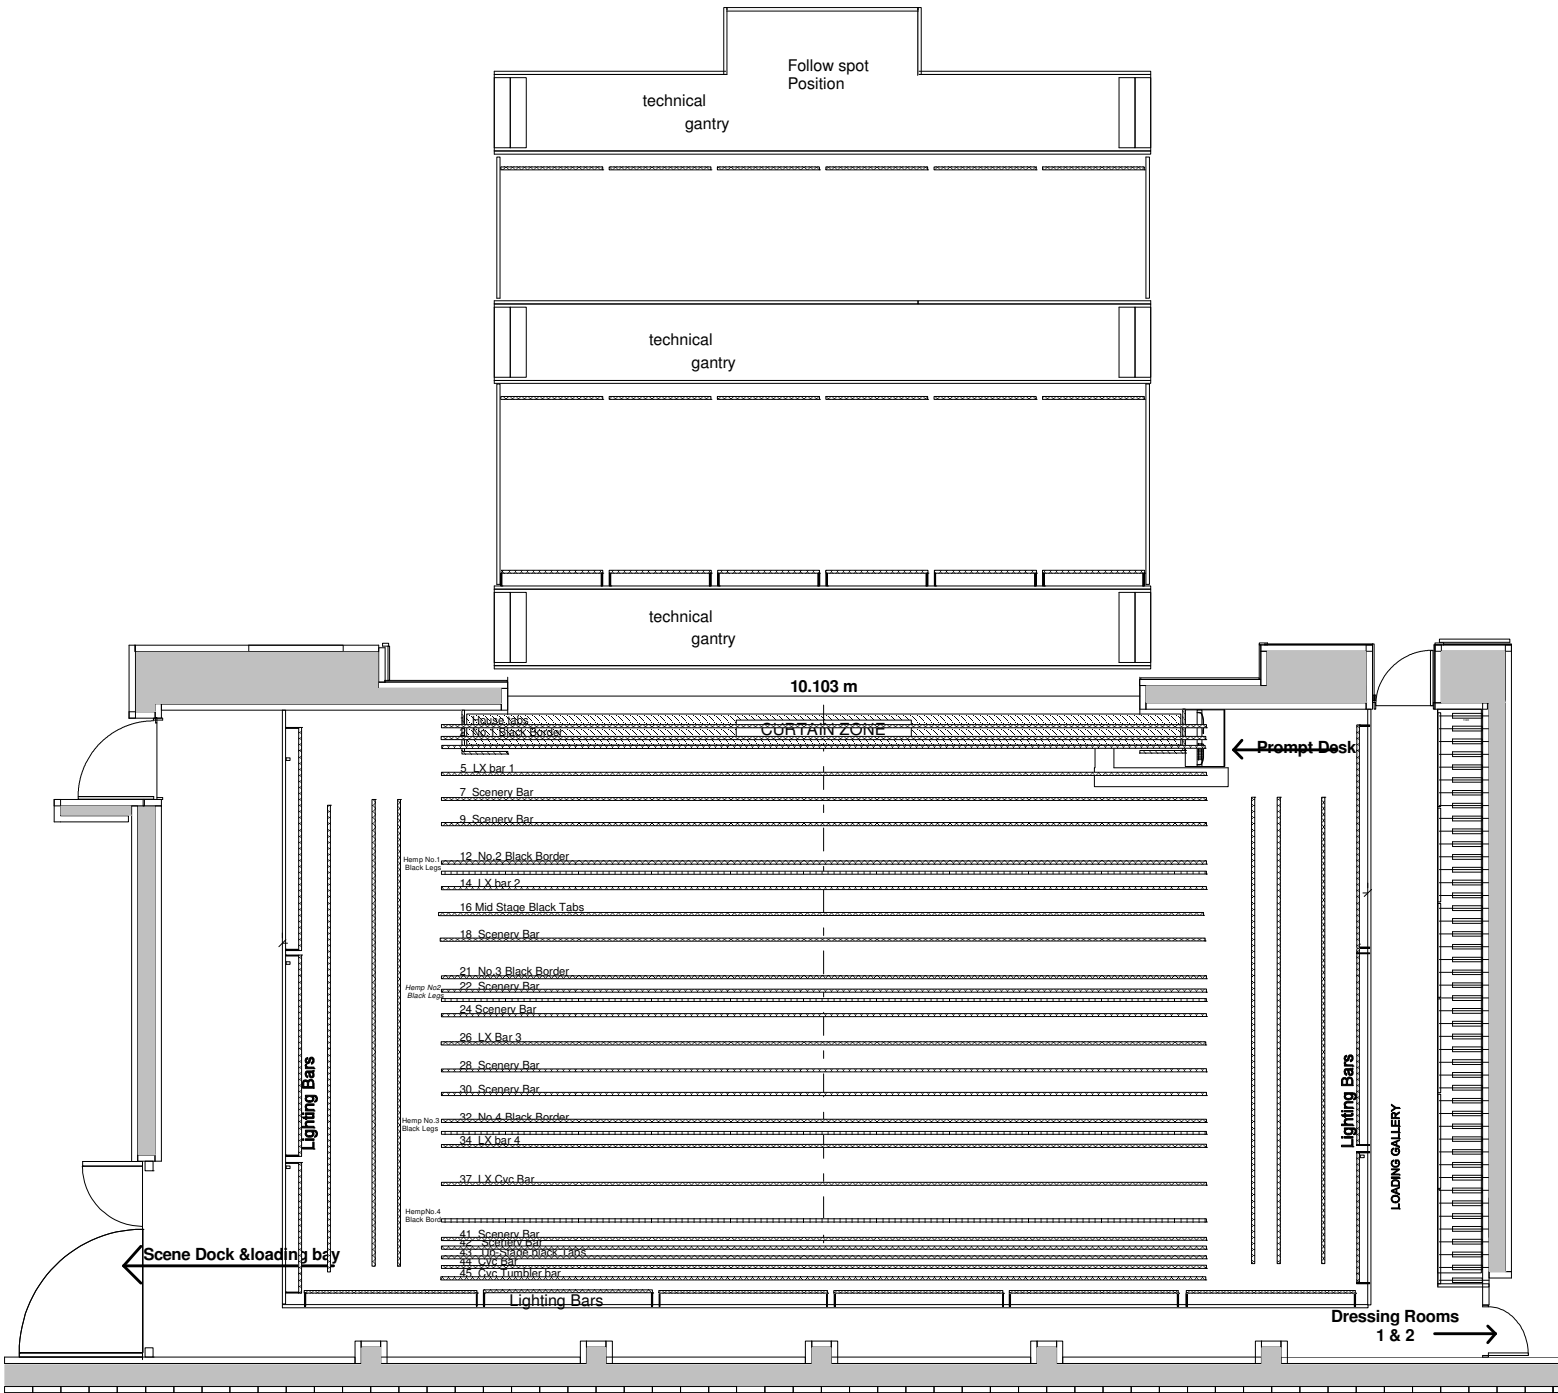 Follow spot
Position
technical
gantry
technical
gantry
technical
gantry
10.103 m
House tabs
No.1 Black Border
CURTAIN ZONE
Prompt Desk
5 LX bar 1
7 Scenery Bar
9 Scenery Bar
Hemp No.1
Black Legs
12 No.2 Black Border
14 LX bar 2
16 Mid Stage Black Tabs
18 Scenery Bar
21 No.3 Black Border
Hemp No2
Black Legs
22 Scenery Bar
24 Scenery Bar
26 LX Bar 3
28 Scenery Bar
30 Scenery Bar
Hemp No.3
Black Legs
32 No.4 Black Border
34 LX bar 4
37 LX Cyc Bar
HempNo.4
Black Bord
41 Scenery Bar
42 Scenery Bar
43 Up-Stage black Tabs
44 Cyc Bar
45 Cyc Tumbler bar
Lighting Bars
Lighting Bars
LOADING GALLERY
Scene Dock &loading bay
Lighting Bars
Dressing Rooms
1 & 2